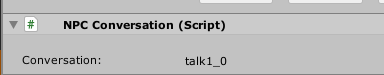 # NPC Conversation (Script)
Conversation: talk1_0